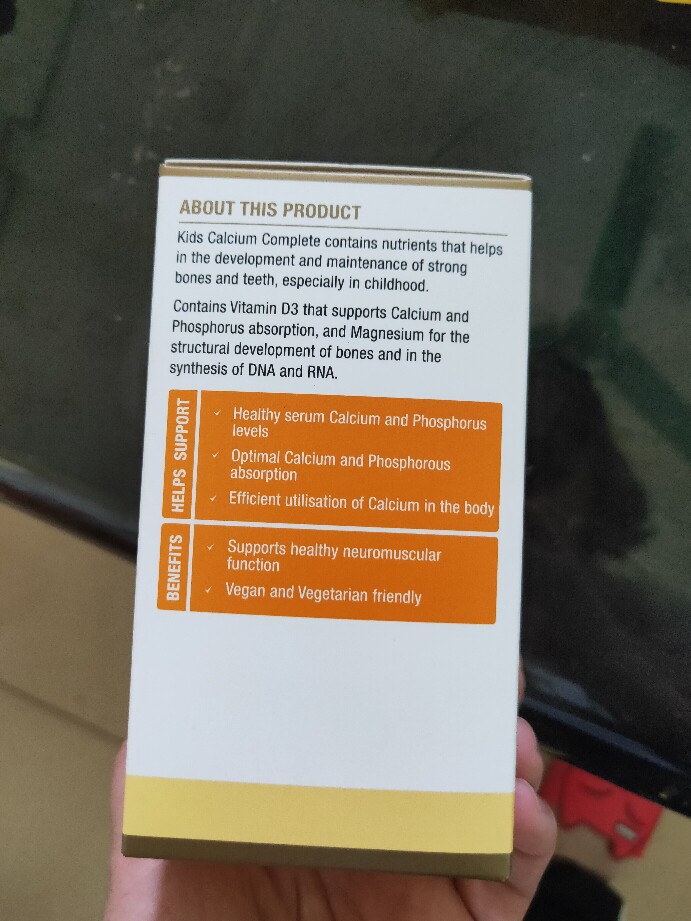 ABOUT THIS PRODUCT
Kids Calcium Complete contains nutrients that helps
in the development and maintenance of strong
bones and teeth, especially in childhood.
Contains Vitamin D3 that supports Calcium and
Phosphorus absorption, and Magnesium for the
structural development of bones and in the
synthesis of DNA and RNA.
HELPS SUPPORT
✓ Healthy serum Calcium and Phosphorus
levels
✓ Optimal Calcium and Phosphorous
absorption
✓ Efficient utilisation of Calcium in the body
BENEFITS
✓ Supports healthy neuromuscular
function
✓ Vegan and Vegetarian friendly